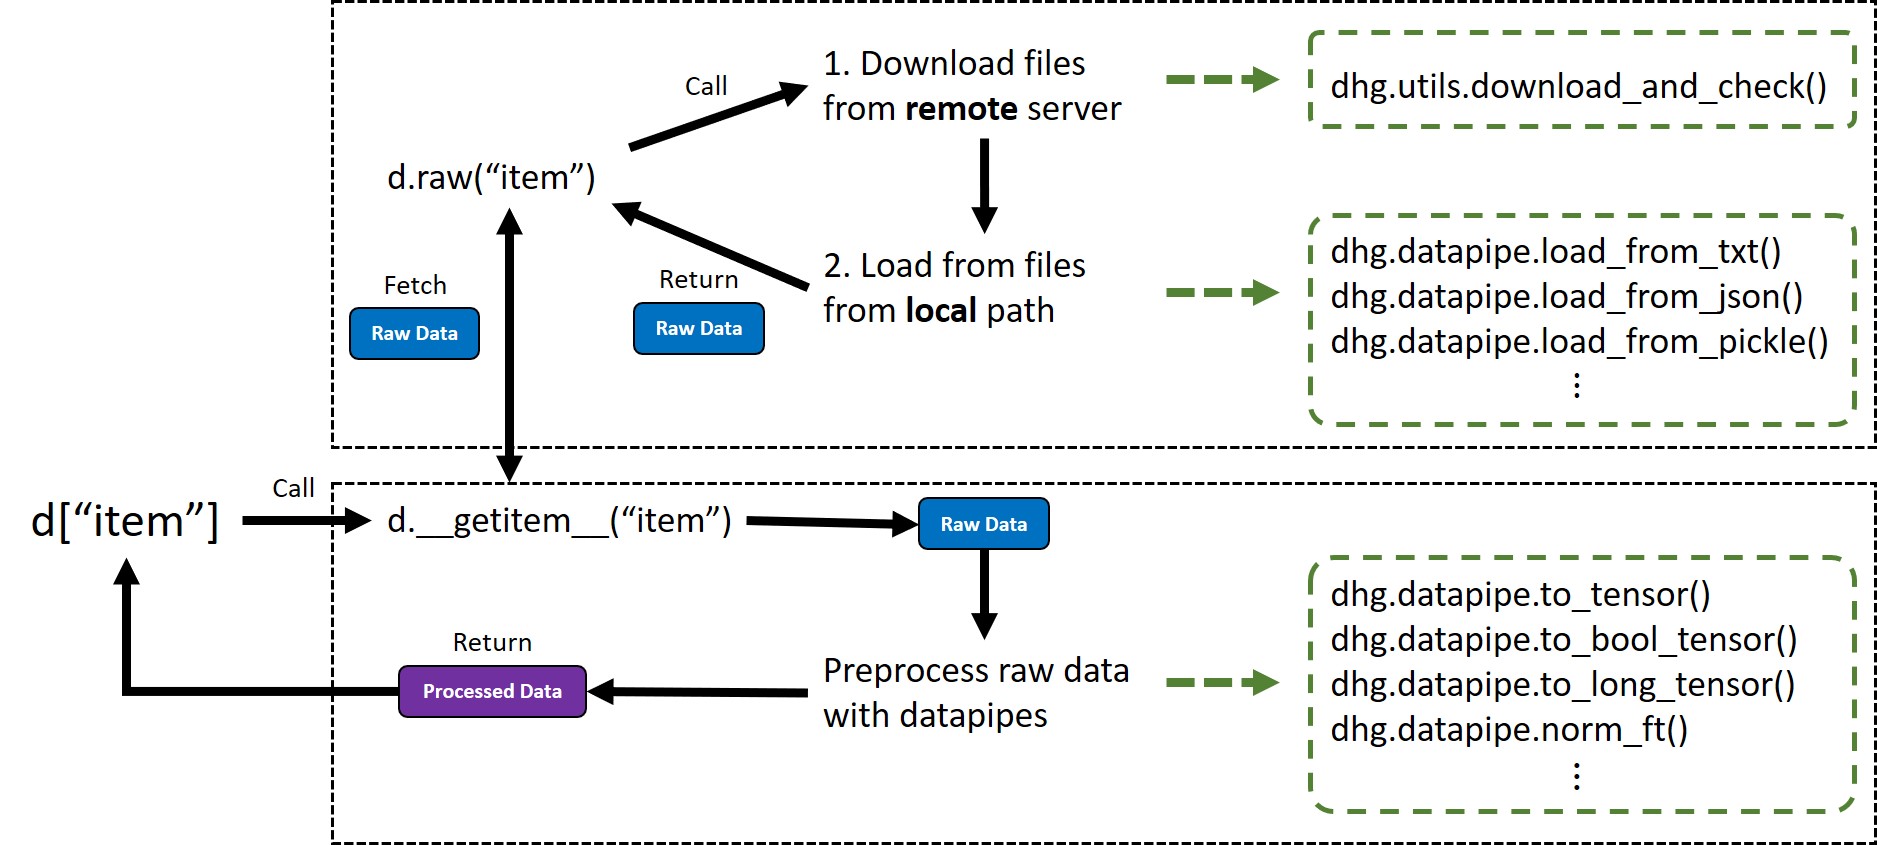 Call
1. Download files
from remote server
dhg.utils.download_and_check()
d.raw(“item”)
Fetch
Raw Data
Return
Raw Data
2. Load from files
from local path
dhg.datapipe.load_from_txt()
dhg.datapipe.load_from_json()
dhg.datapipe.load_from_pickle()
⋮
d[“item”]
Call
d.__getitem__(“item”)
Raw Data
Return
Processed Data
Preprocess raw data
with datapipes
dhg.datapipe.to_tensor()
dhg.datapipe.to_bool_tensor()
dhg.datapipe.to_long_tensor()
dhg.datapipe.norm_ft()
⋮